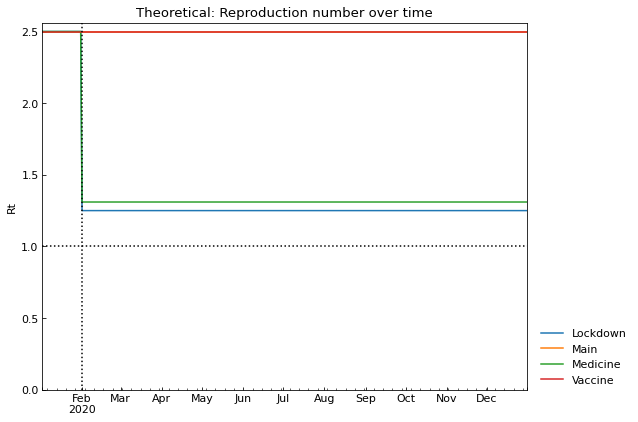 Theoretical: Reproduction number over time
Rt
2.5
2.0
1.5
1.0
0.5
0.0
Feb Mar Apr May Jun Jul Aug Sep Oct Nov Dec
2020
Lockdown
Main
Medicine
Vaccine